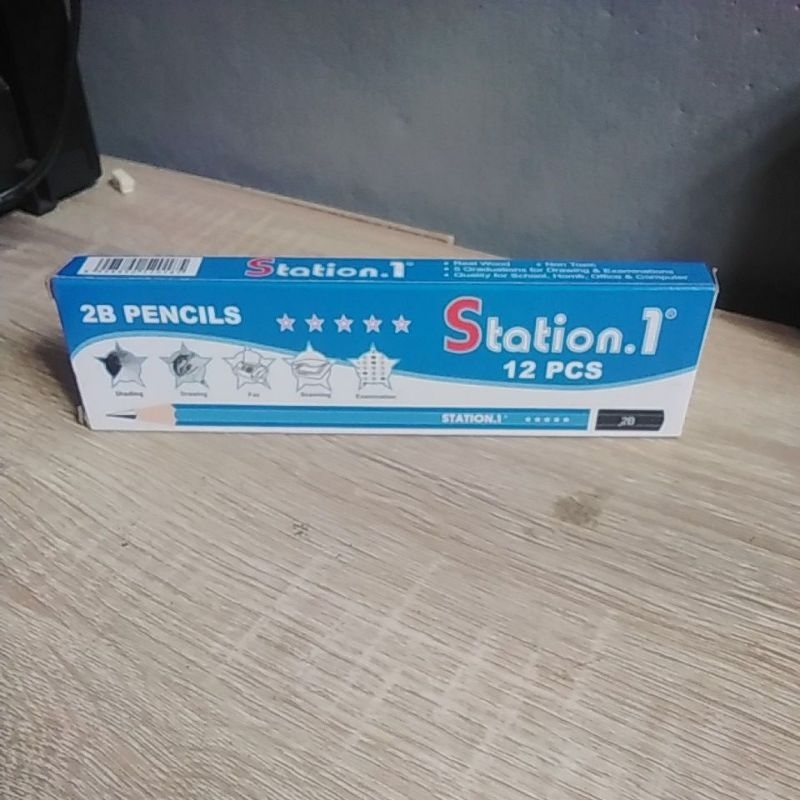 Station.1®
• Real Wood • Non Toxic
• 5 Graduations for Drawing & Examinations
• Quality for School, Home, Office & Computer
2B PENCILS
Station.1®
12 PCS
Shading Drawing Fax Scanning Examination
STATION.1® 2B